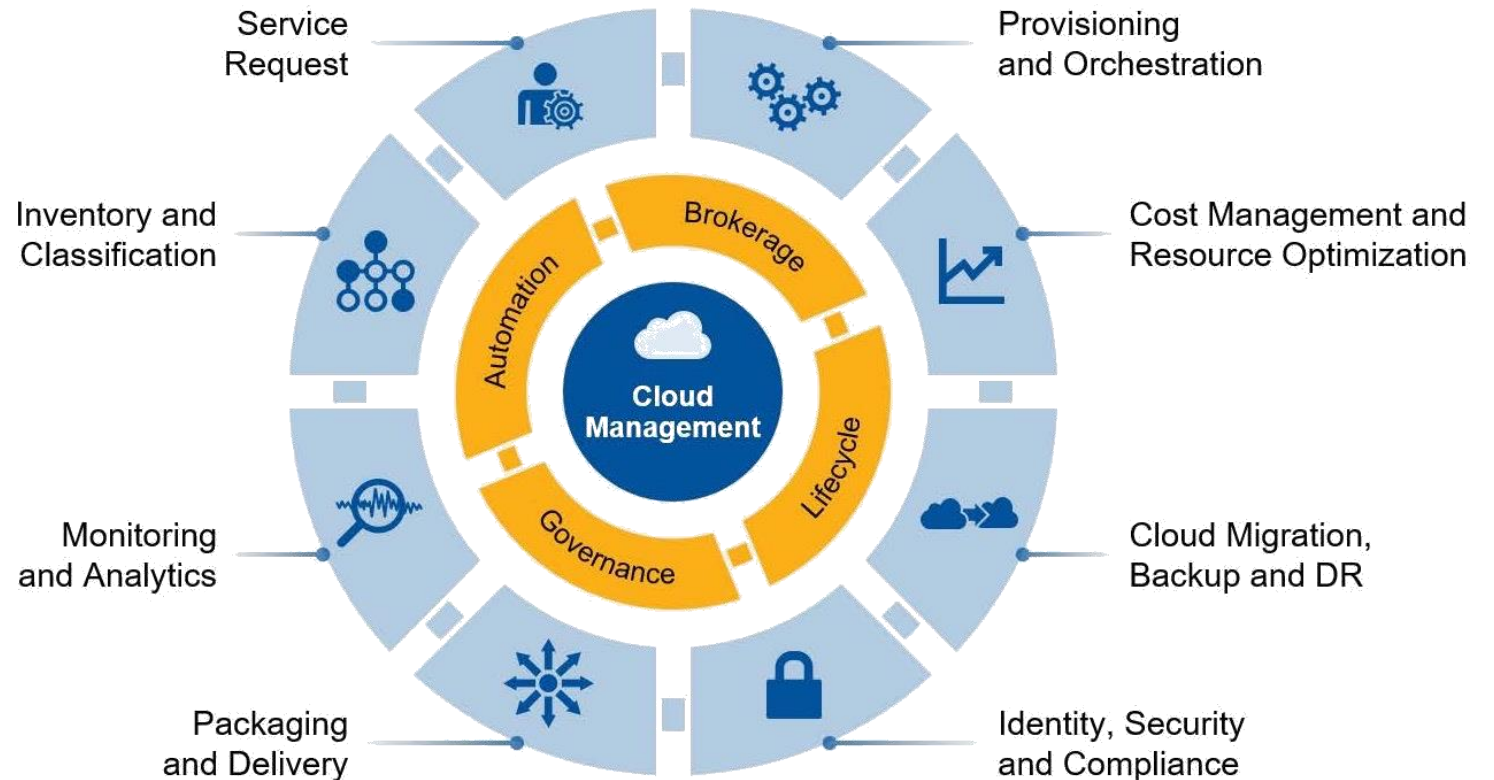 Service
Request
Provisioning
and Orchestration
Inventory and
Classification
Cost Management and
Resource Optimization
Brokerage
Automation
Cloud
Management
Lifecycle
Governance
Monitoring
and Analytics
Cloud Migration,
Backup and DR
Packaging
and Delivery
Identity, Security
and Compliance